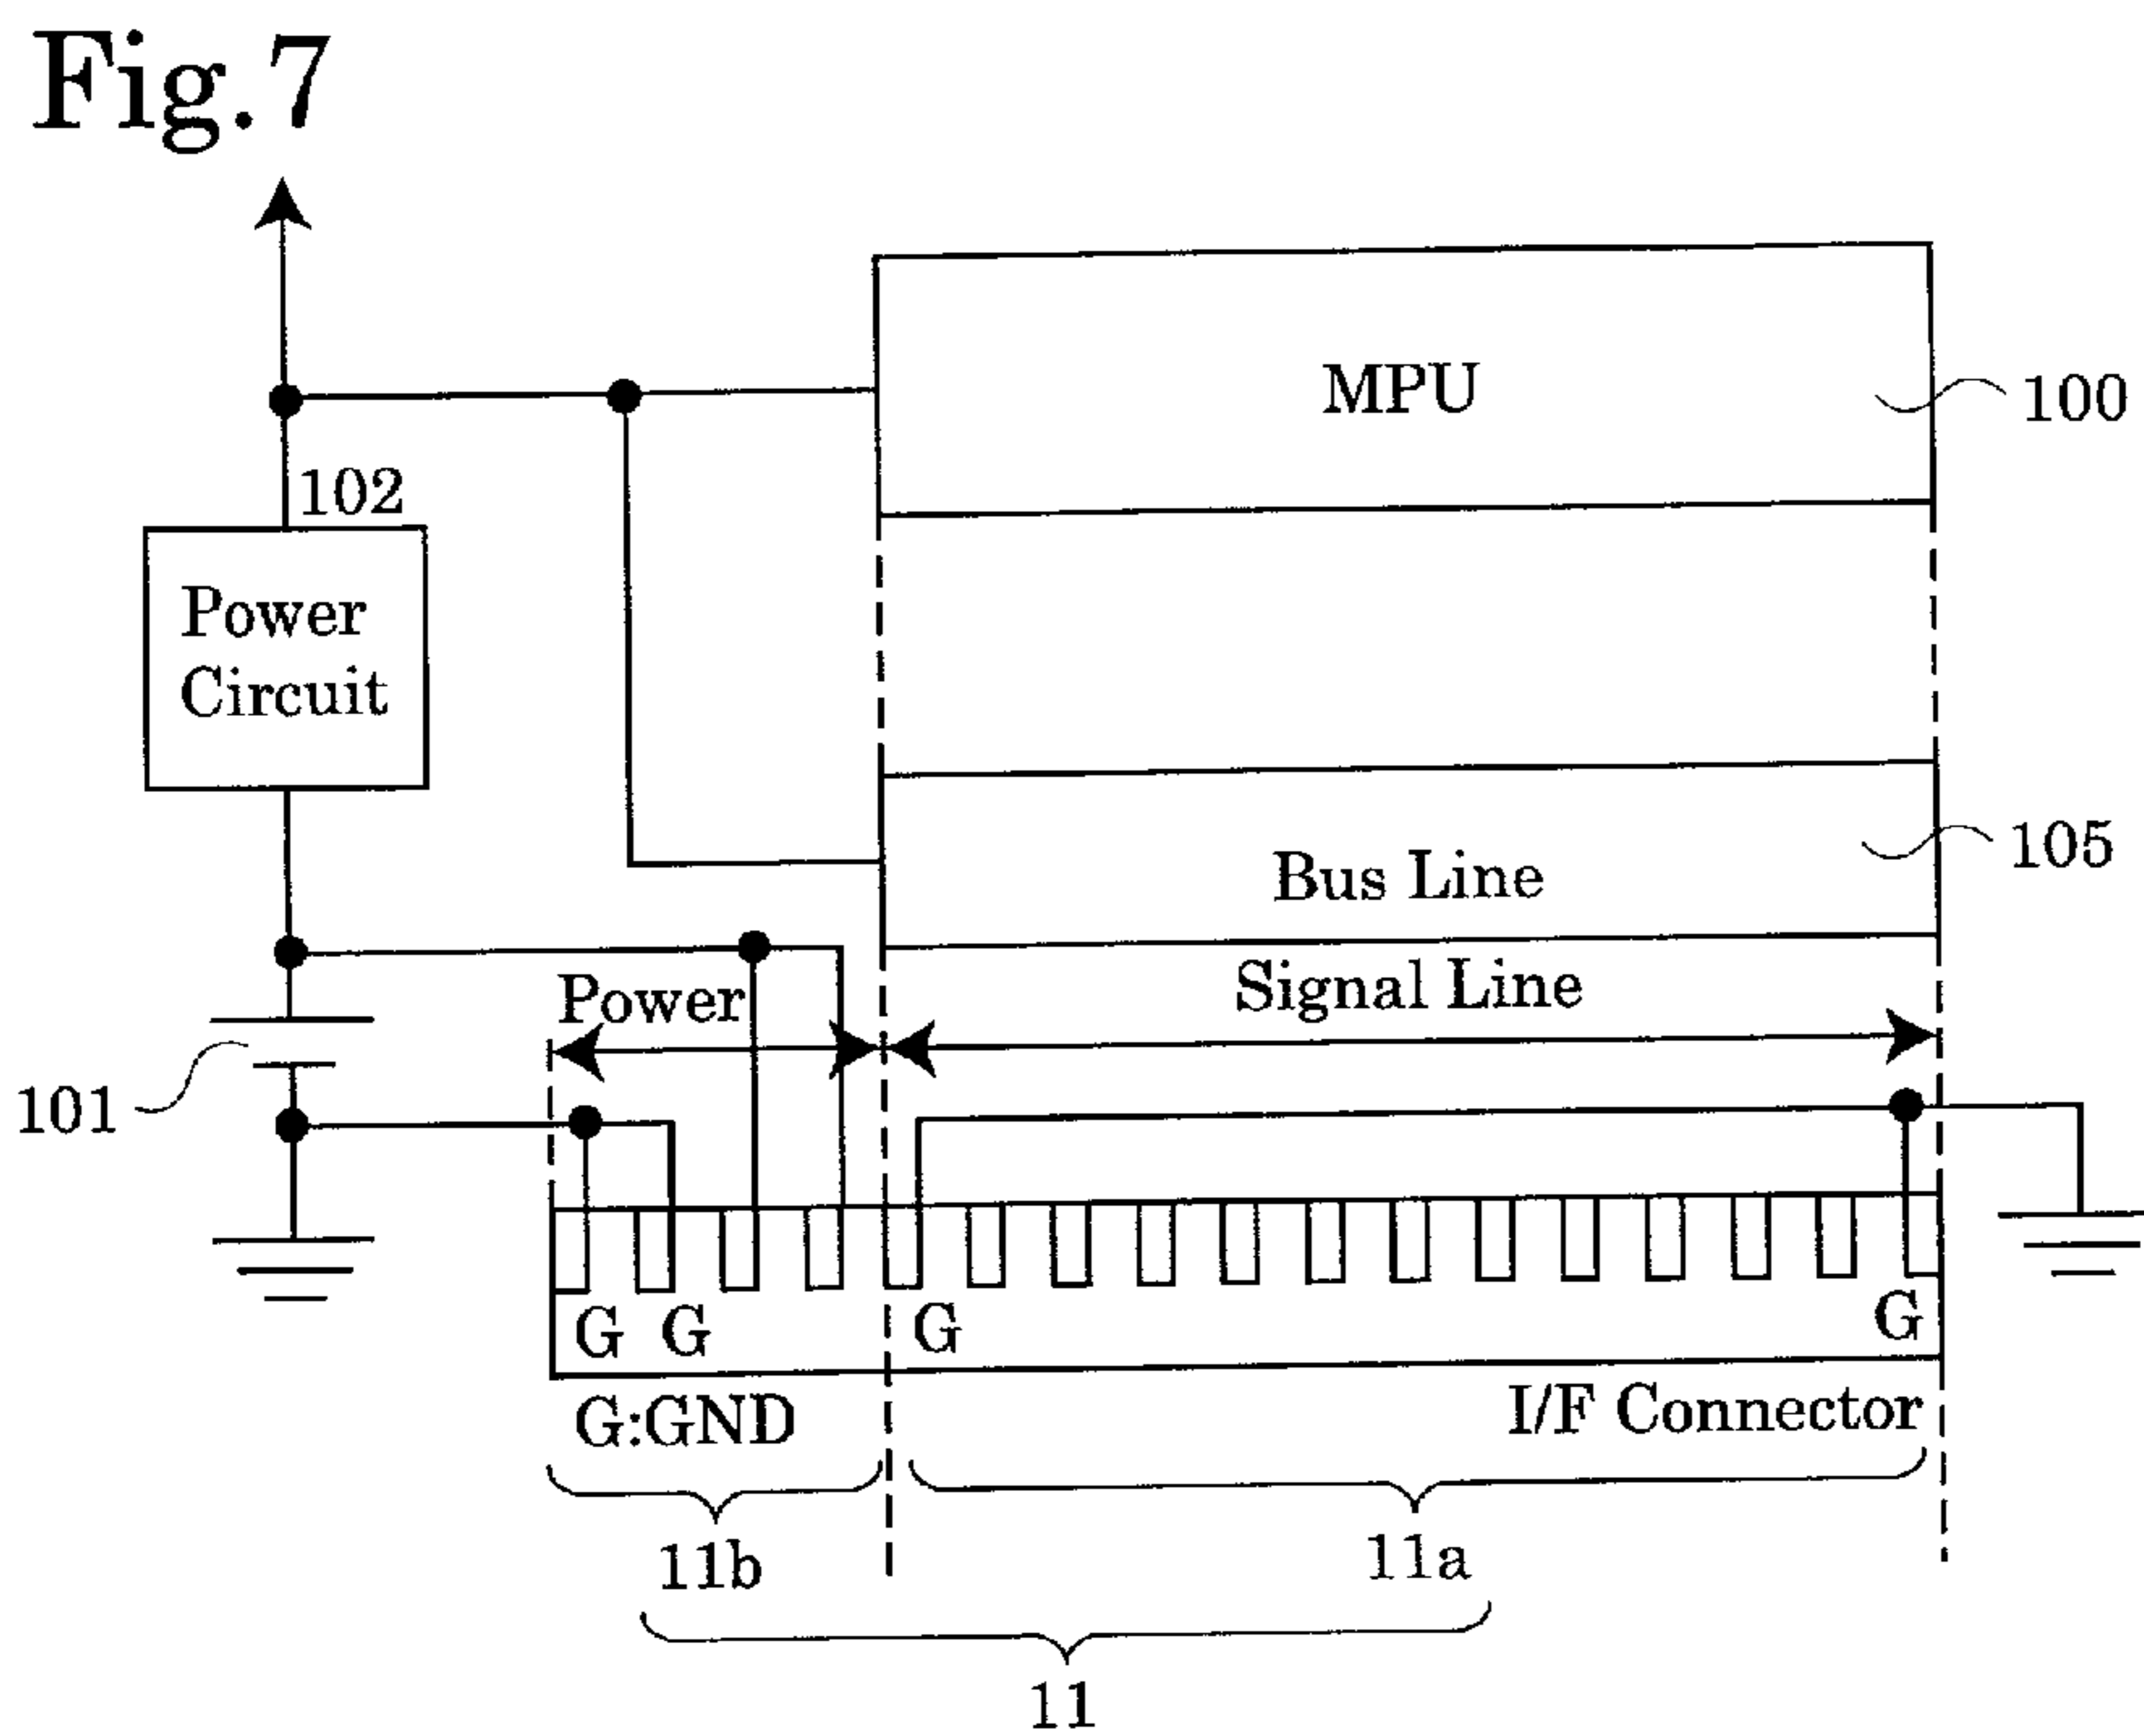 Fig.7
MPU
100
102
Power
Circuit
105
Bus Line
Signal Line
Power
101
G G G G
G:GND
I/F Connector
11b
11a
11